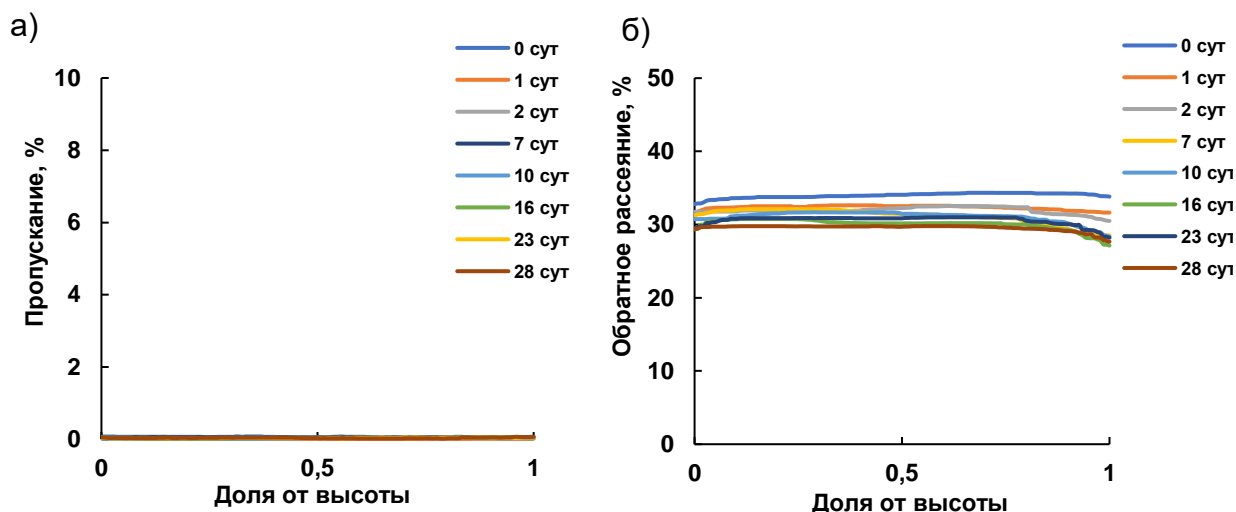 а)
Пропускание, %
10
8
6
4
2
0
0
0,5
1
Доля от высоты
0 сут
1 сут
2 сут
7 сут
10 сут
16 сут
23 сут
28 сут
б)
Обратное рассеяние, %
50
40
30
20
10
0
0
0,5
1
Доля от высоты
0 сут
1 сут
2 сут
7 сут
10 сут
16 сут
23 сут
28 сут